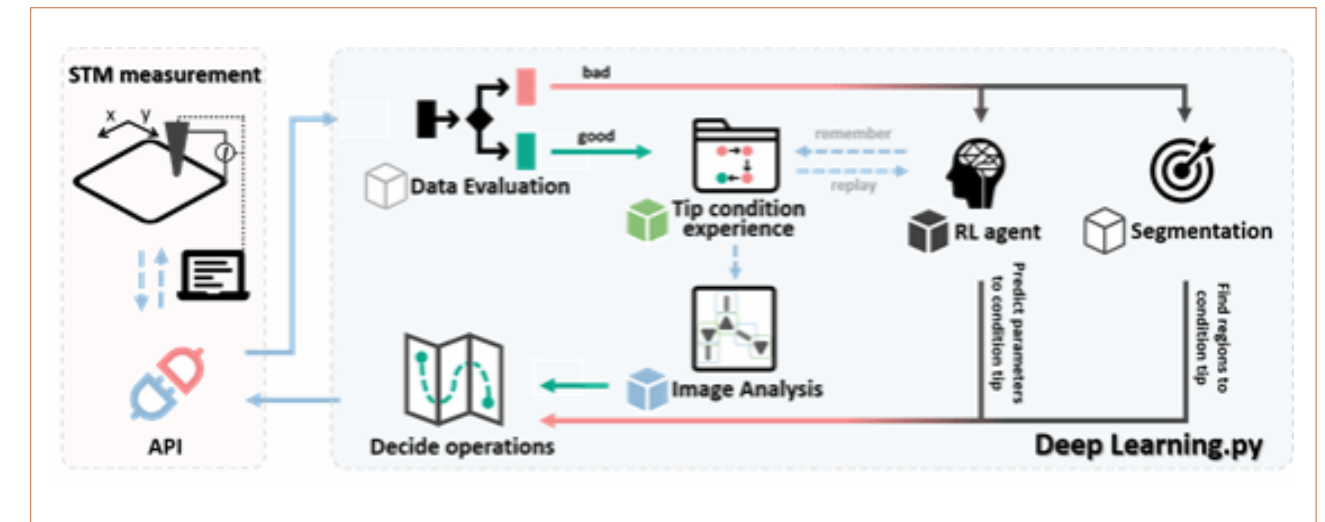 STM measurement
x
y
I
API
bad
good
Data Evaluation
Tip condition
experience
remember
replay
RL agent
Segmentation
Predict parameters
to condition tip
Find regions to
condition tip
Image Analysis
Decide operations
Deep Learning.py